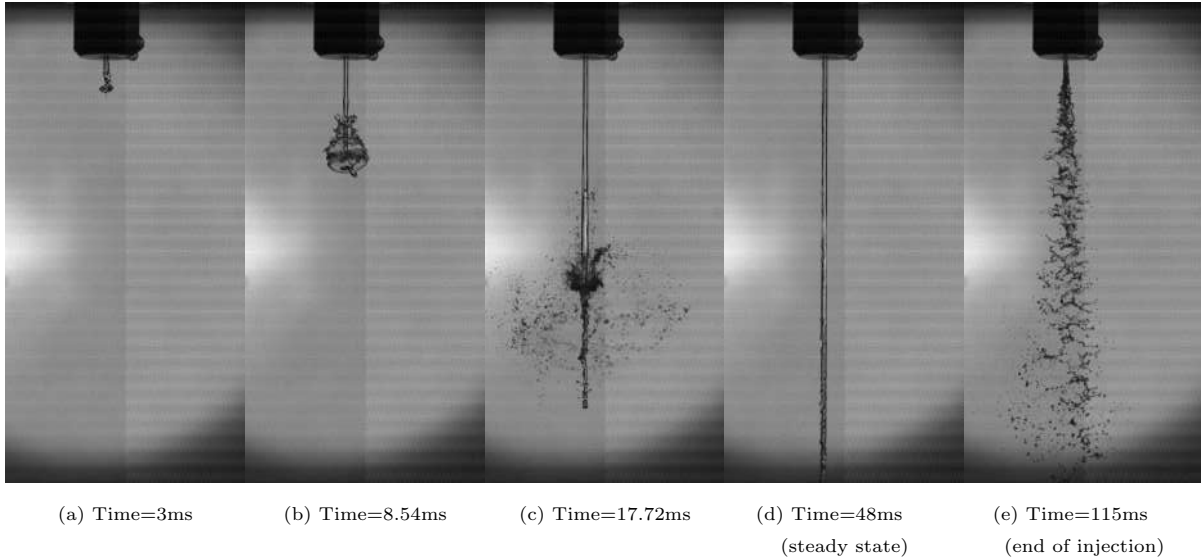 (a) Time=3ms
(b) Time=8.54ms
(c) Time=17.72ms
(d) Time=48ms
(steady state)
(e) Time=115ms
(end of injection)